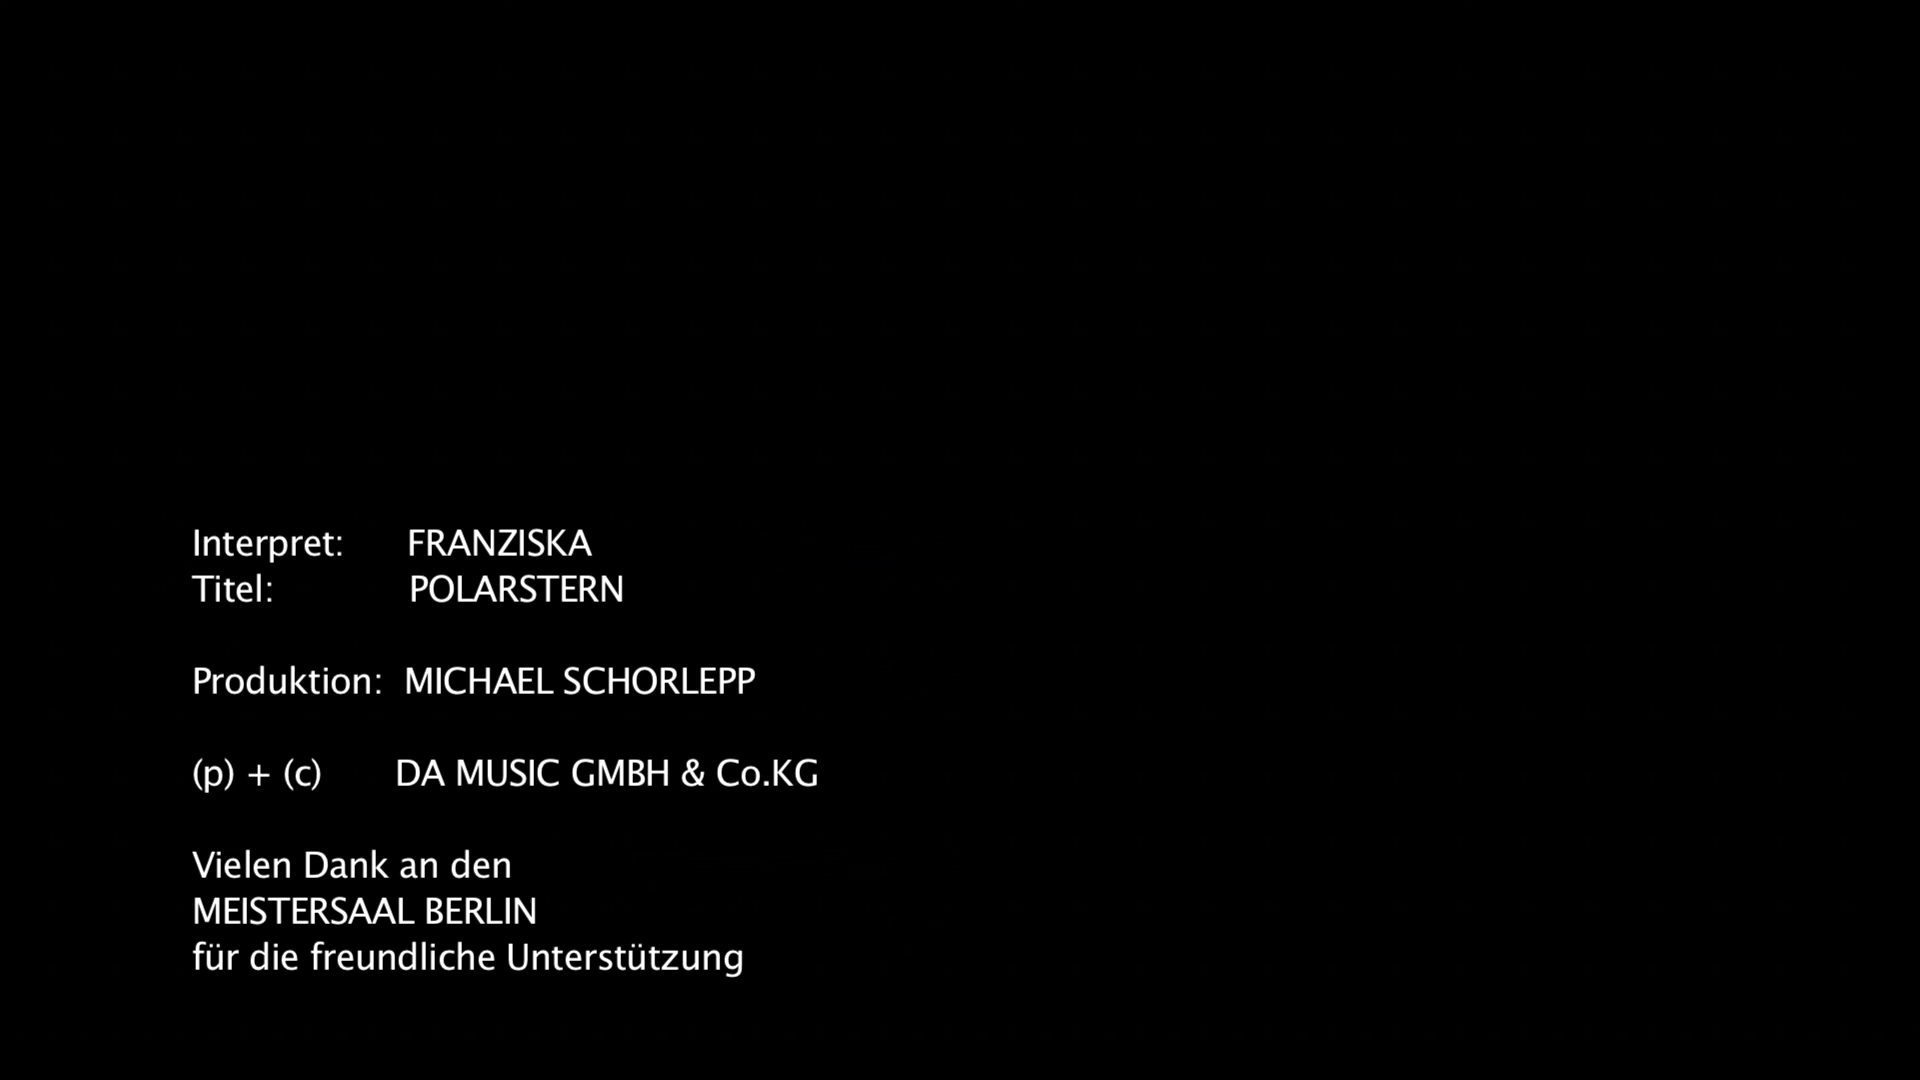 Interpret: FRANZISKA
Titel: POLARSTERN
Produktion: MICHAEL SCHORLEPP
(p) + (c) DA MUSIC GMBH & Co.KG
Vielen Dank an den
MEISTERSAAL BERLIN
für die freundliche Unterstützung